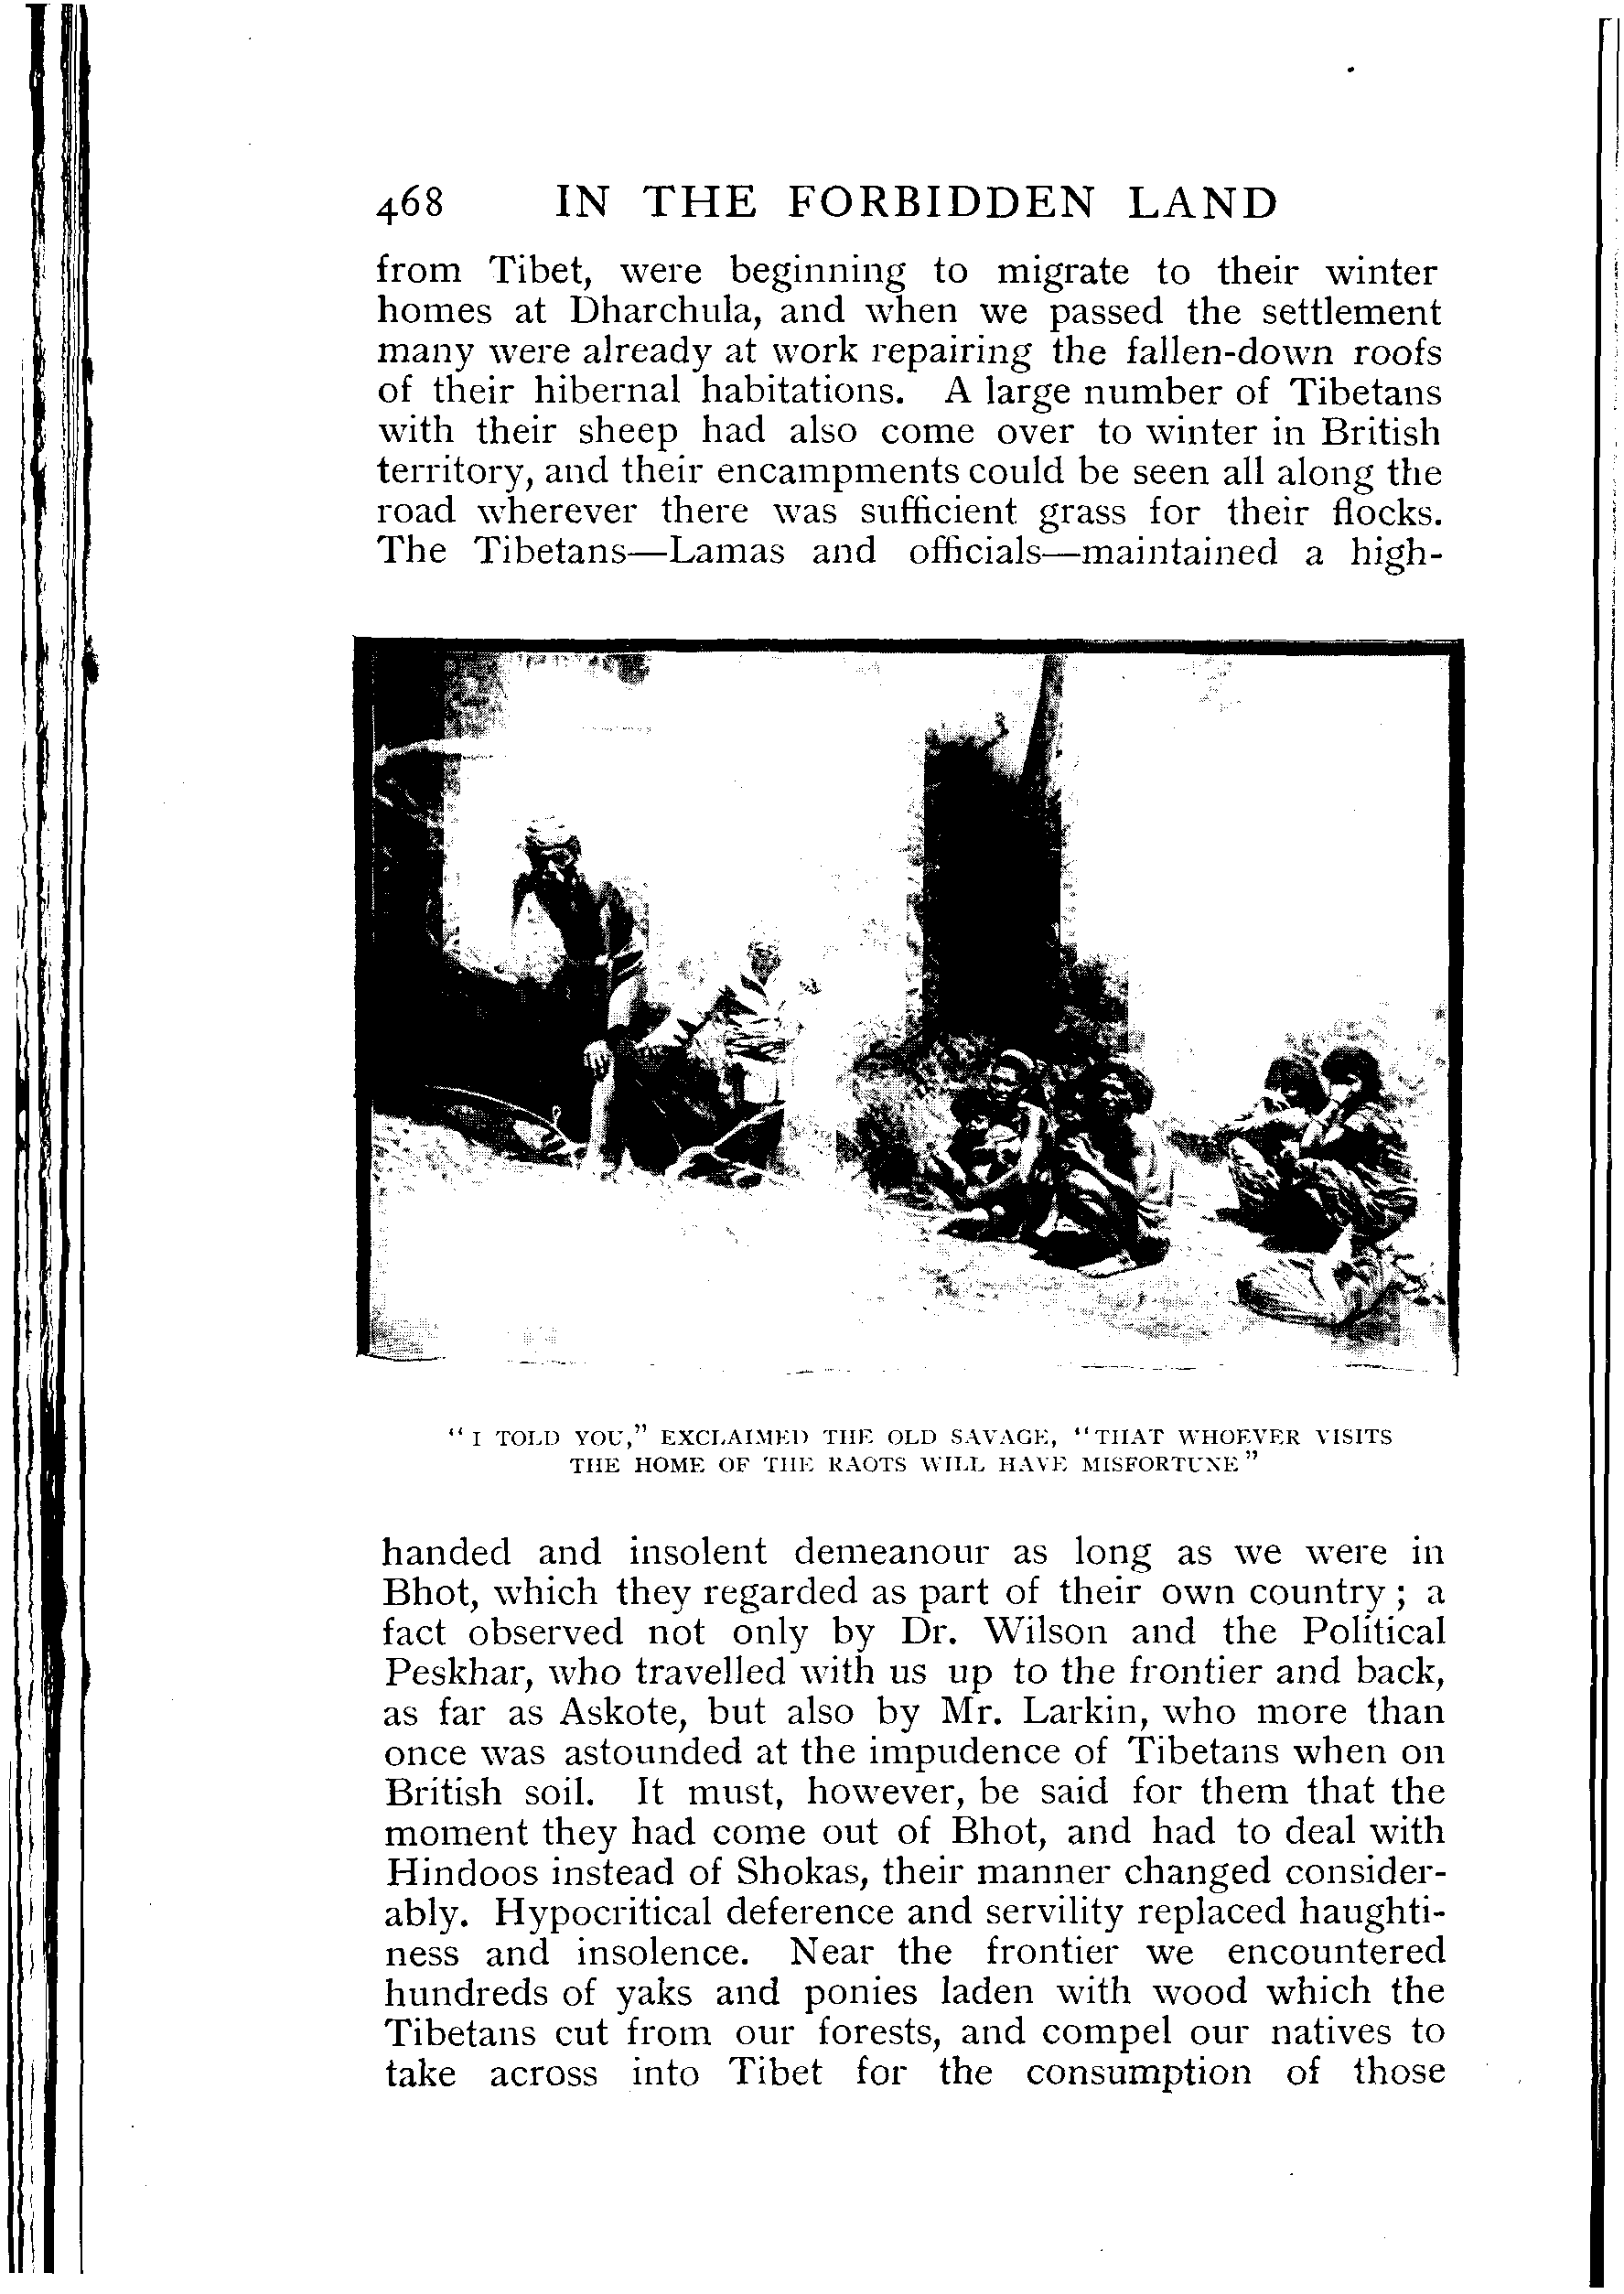 468 IN THE FORBIDDEN LAND
from Tibet, were beginning to migrate to their winter
homes at Dharchula, and when we passed the settlement
many were already at work repairing the fallen-down roofs
of their hibernal habitations. A large number of Tibetans
with their sheep had also come over to winter in British
territory, and their encampments could be seen all along the
road wherever there was sufficient grass for their flocks.
The Tibetans—Lamas and officials—maintained a high-
"I TOLD YOU," EXCLAIMED THE OLD SAVAGE, "THAT WHOEVER VISITS
THE HOME OF THE RAOTS WILL HAVE MISFORTUNE"
handed and insolent demeanour as long as we were in
Bhot, which they regarded as part of their own country; a
fact observed not only by Dr. Wilson and the Political
Peskhar, who travelled with us up to the frontier and back,
as far as Askote, but also by Mr. Larkin, who more than
once was astounded at the impudence of Tibetans when on
British soil. It must, however, be said for them that the
moment they had come out of Bhot, and had to deal with
Hindoos instead of Shokas, their manner changed consider-
ably. Hypocritical deference and servility replaced haughti-
ness and insolence. Near the frontier we encountered
hundreds of yaks and ponies laden with wood which the
Tibetans cut from our forests, and compel our natives to
take across into Tibet for the consumption of those